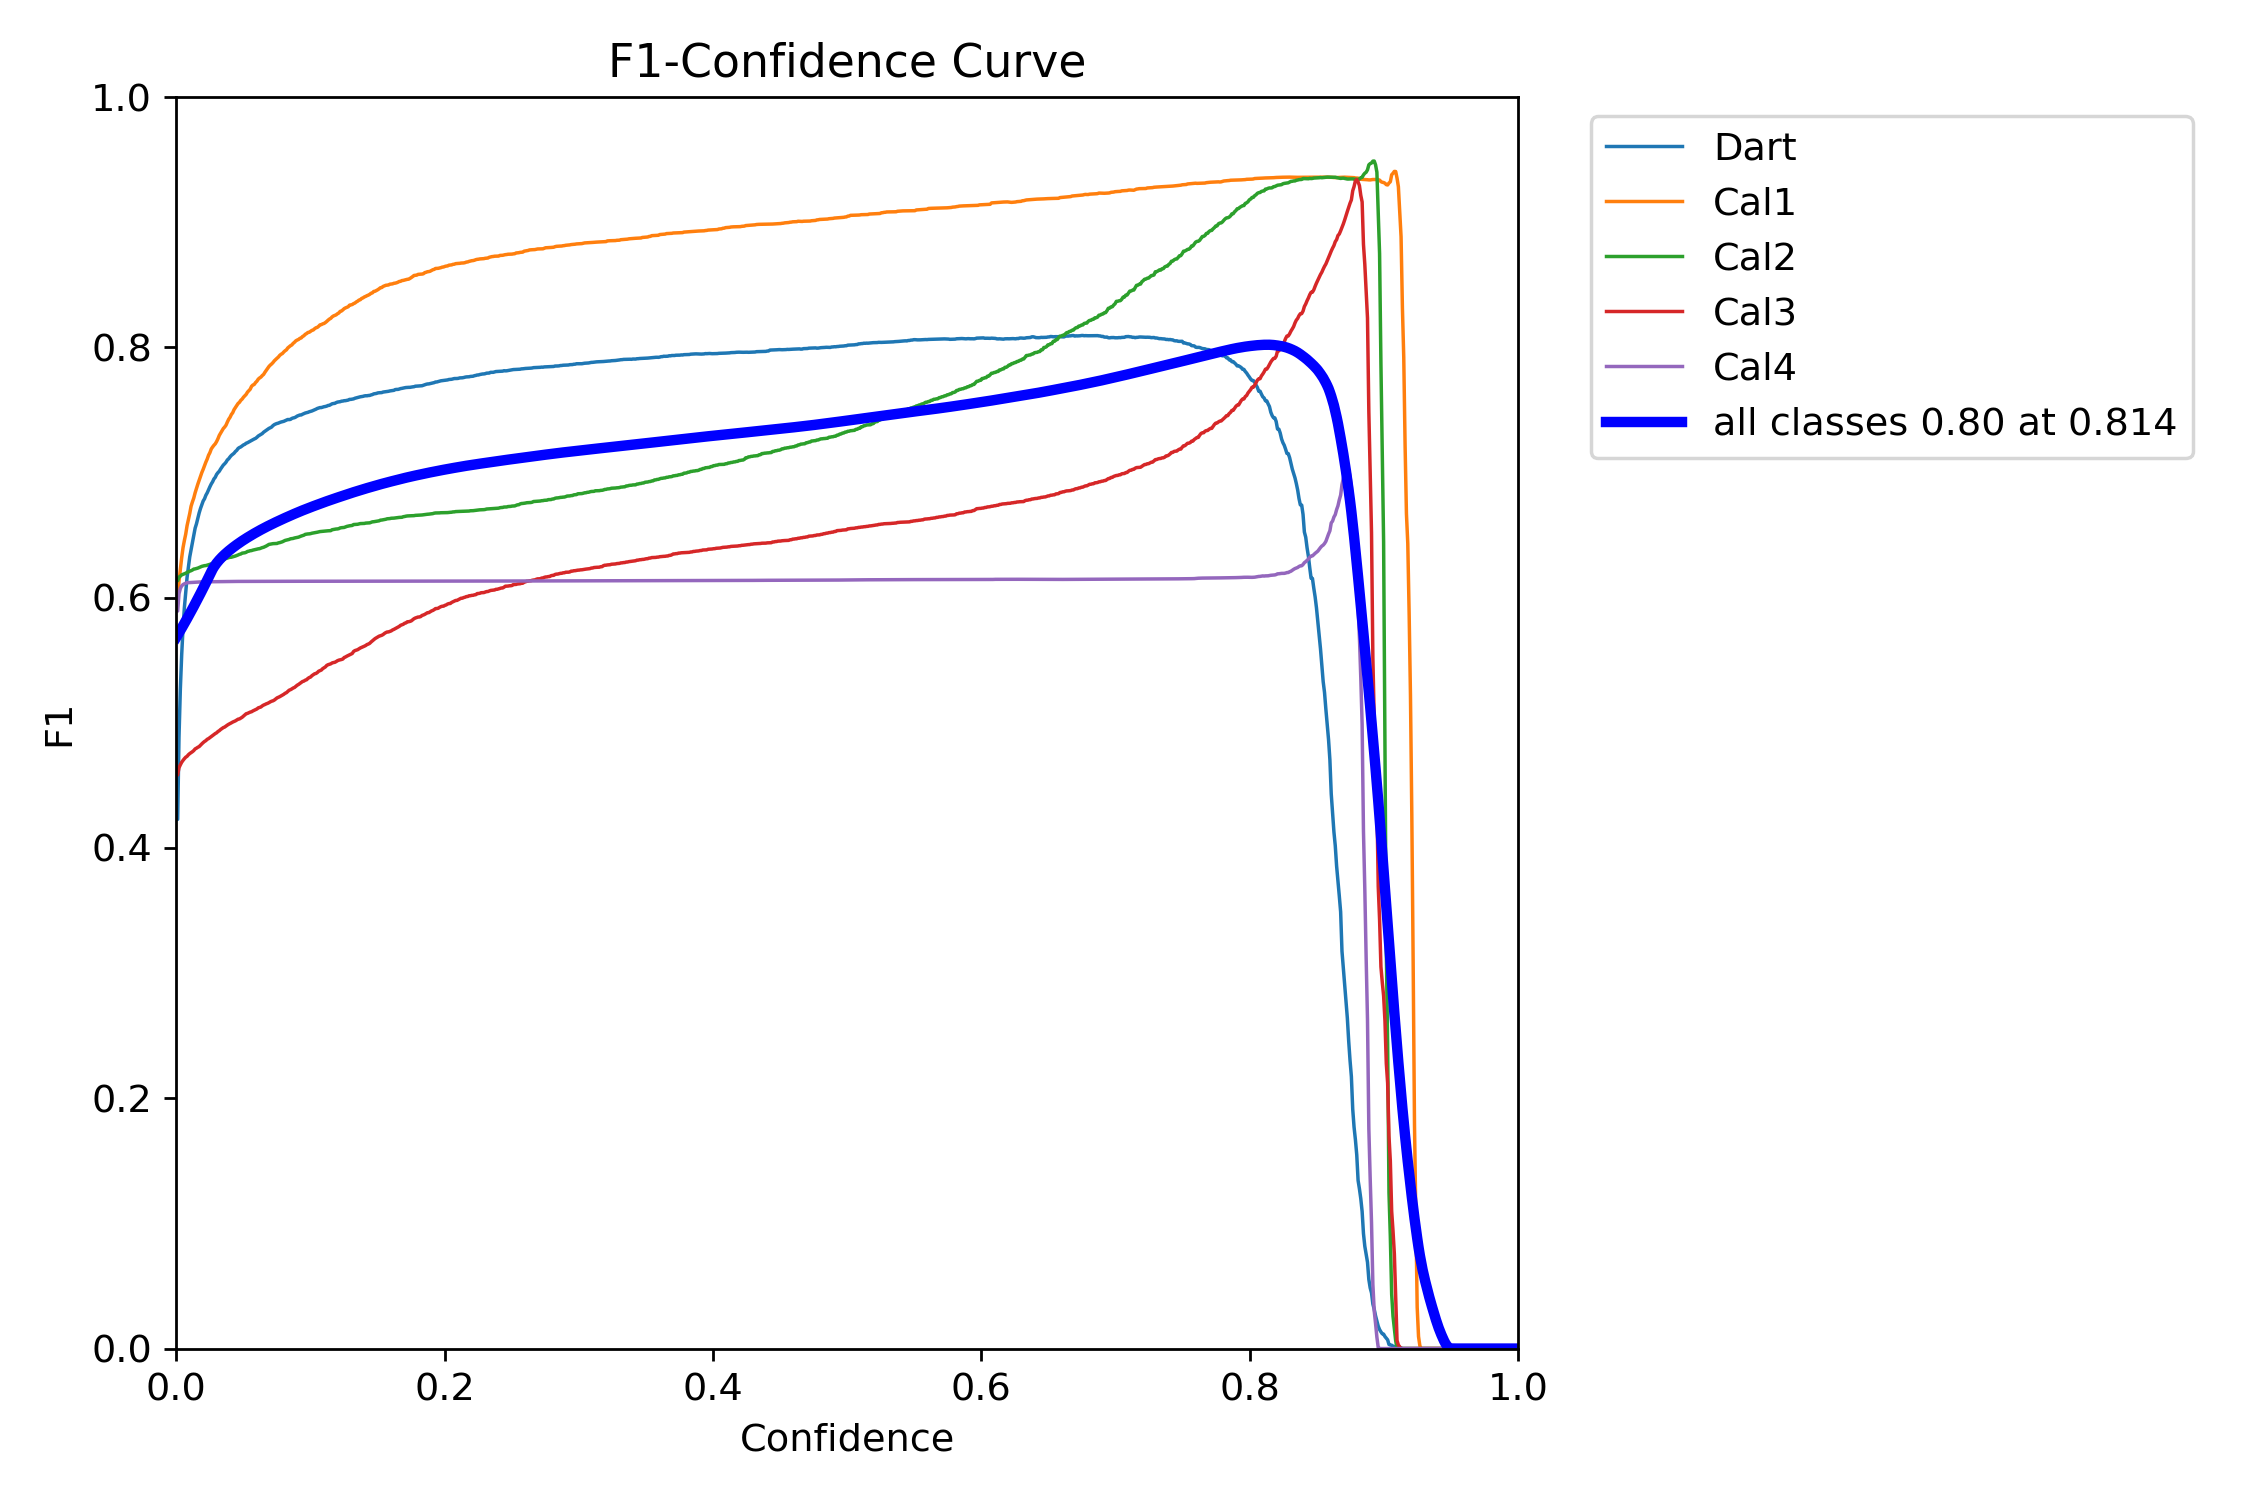 F1-Confidence Curve
1.0
0.8
0.6
0.4
0.2
0.0
F1
0.0 0.2 0.4 0.6 0.8 1.0
Confidence
Dart
Cal1
Cal2
Cal3
Cal4
all classes 0.80 at 0.814